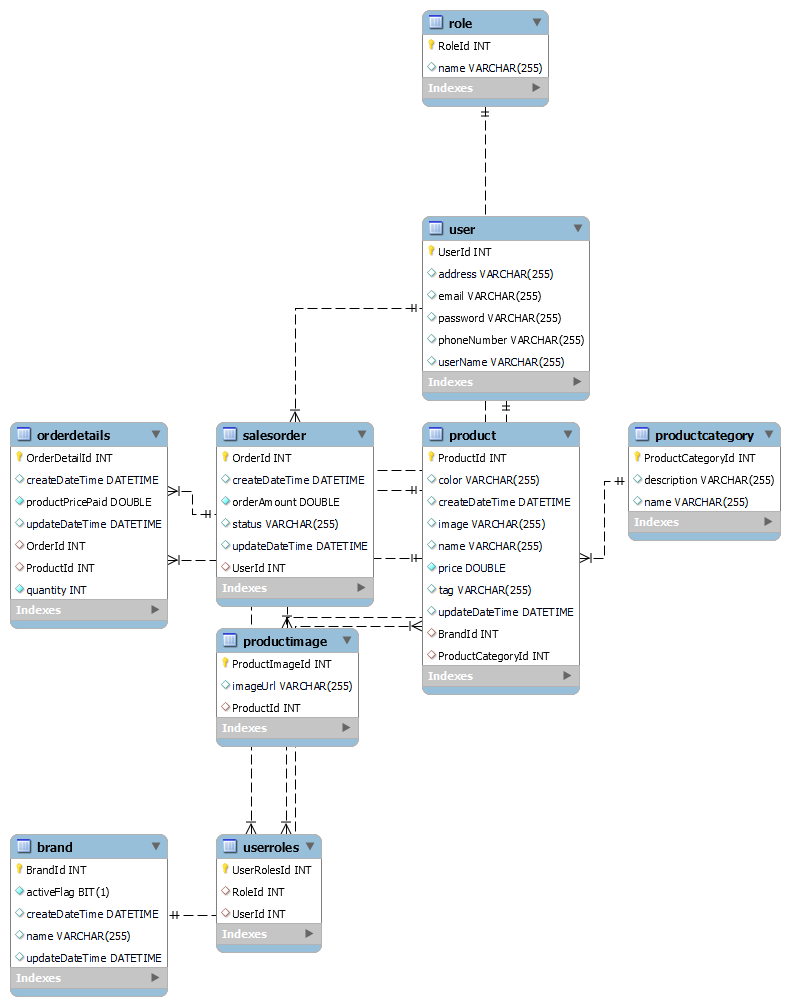 role
RoleId INT
name VARCHAR(255)
Indexes
user
UserId INT
address VARCHAR(255)
email VARCHAR(255)
password VARCHAR(255)
phoneNumber VARCHAR(255)
userName VARCHAR(255)
Indexes
orderdetails
OrderDetailId INT
createDateTime DATETIME
productPricePaid DOUBLE
updateDateTime DATETIME
OrderId INT
ProductId INT
quantity INT
Indexes
salesorder
OrderId INT
createDateTime DATETIME
orderAmount DOUBLE
status VARCHAR(255)
updateDateTime DATETIME
UserId INT
Indexes
product
ProductId INT
color VARCHAR(255)
createDateTime DATETIME
image VARCHAR(255)
name VARCHAR(255)
price DOUBLE
tag VARCHAR(255)
updateDateTime DATETIME
BrandId INT
ProductCategoryId INT
Indexes
productcategory
ProductCategoryId INT
description VARCHAR(255)
name VARCHAR(255)
Indexes
productimage
ProductImageId INT
imageUrl VARCHAR(255)
ProductId INT
Indexes
brand
BrandId INT
activeFlag BIT(1)
createDateTime DATETIME
name VARCHAR(255)
updateDateTime DATETIME
Indexes
userroles
UserRolesId INT
RoleId INT
UserId INT
Indexes